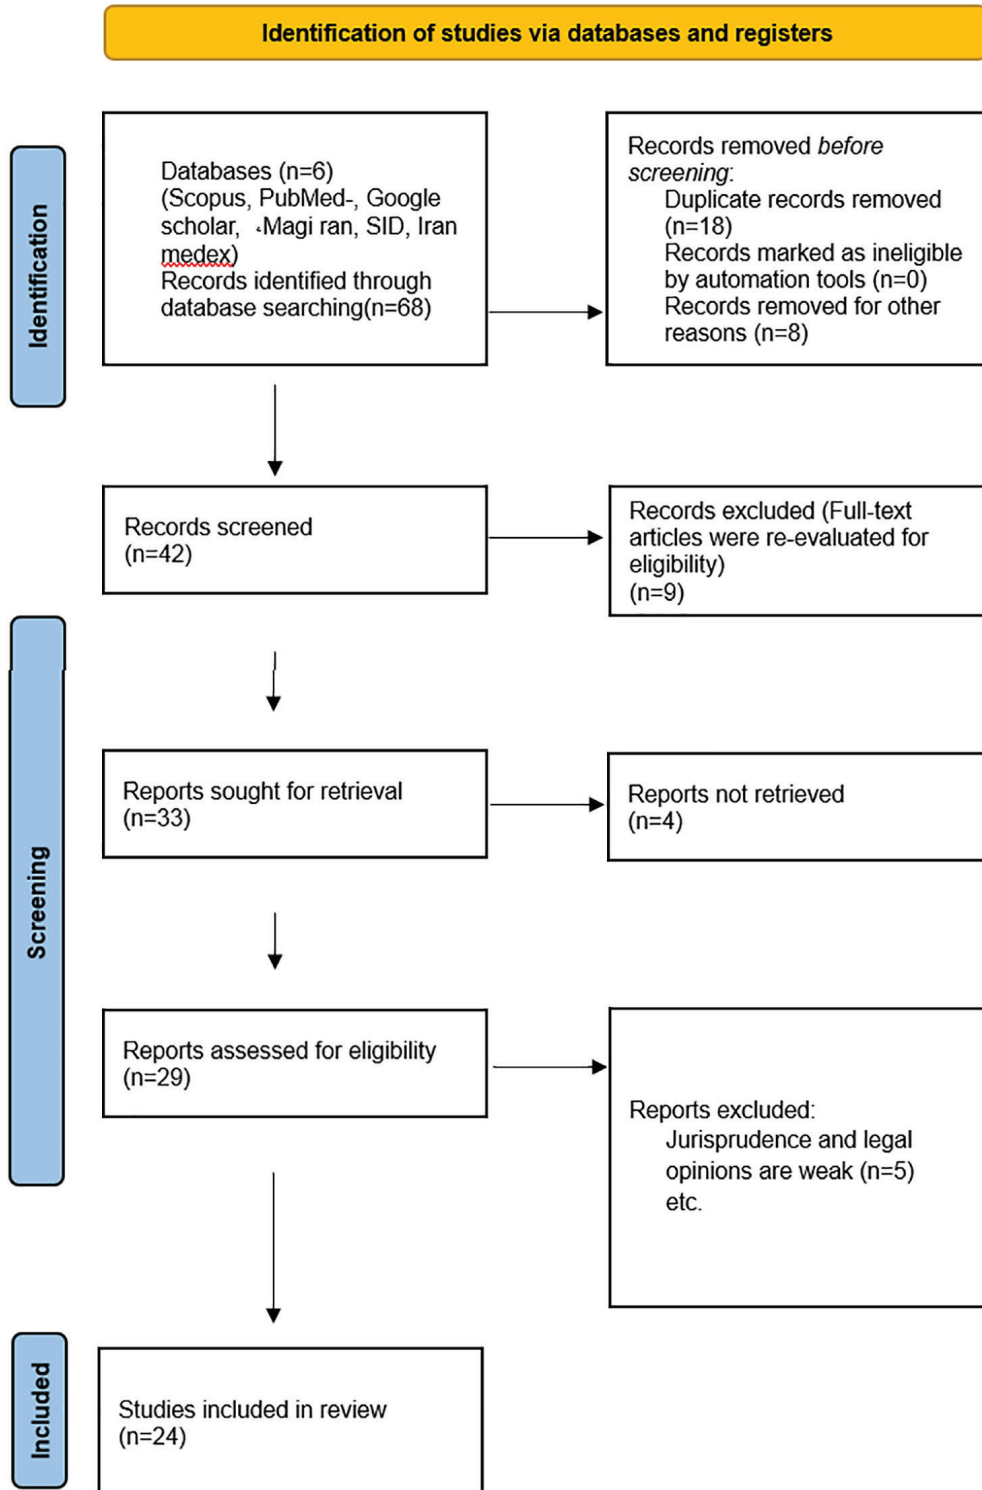 Identification of studies via databases and registers
Identification
Databases (n=6)
(Scopus, PubMed-, Google
scholar, ،Magi ran, SID, Iran
medex)
Records identified through
database searching(n=68)
Records removed before
screening:
Duplicate records removed
(n=18)
Records marked as ineligible
by automation tools (n=0)
Records removed for other
reasons (n=8)
Records screened
(n=42)
Records excluded (Full-text
articles were re-evaluated for
eligibility)
(n=9)
Screening
Reports sought for retrieval
(n=33)
Reports not retrieved
(n=4)
Reports assessed for eligibility
(n=29)
Reports excluded:
Jurisprudence and legal
opinions are weak (n=5)
etc.
Included
Studies included in review
(n=24)